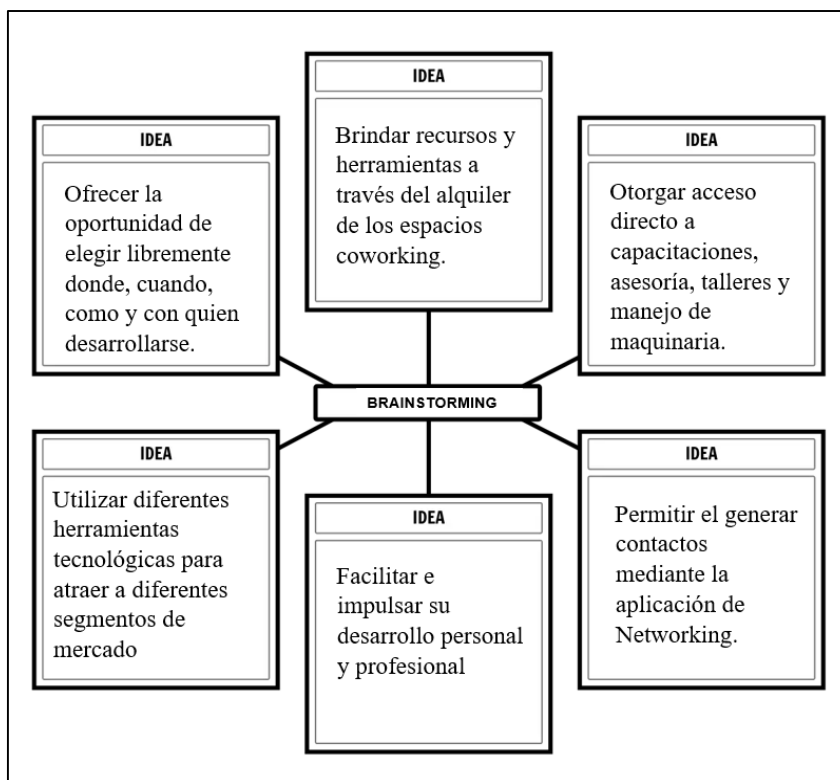 IDEA
Ofrecer la
oportunidad de
elegir libremente
donde, cuando,
como y con quien
desarrollarse.
IDEA
Brindar recursos y
herramientas a
través del alquiler
de los espacios
coworking.
IDEA
Otorgar acceso
directo a
capacitaciones,
asesoría, talleres y
manejo de
maquinaria.
BRAINSTORMING
IDEA
Utilizar diferentes
herramientas
tecnológicas para
atraer a diferentes
segmentos de
mercado
IDEA
Facilitar e
impulsar su
desarrollo personal
y profesional
IDEA
Permitir el generar
contactos
mediante la
aplicación de
Networking.